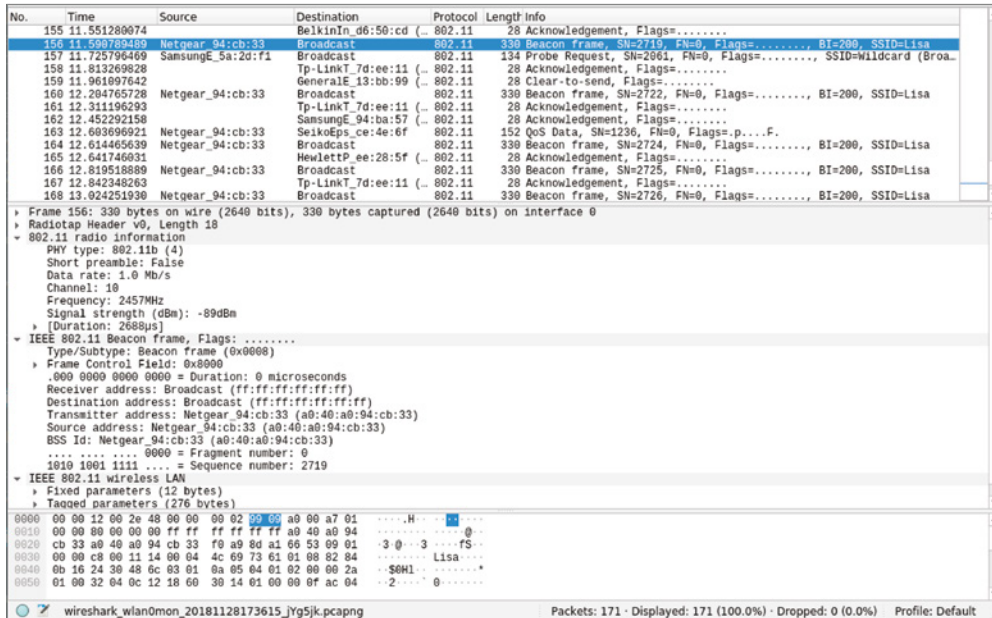 No. Time Source Destination Protocol Length Info
155 11.551280074 BelkinIn_d6:50:cd (… 802.11 28 Acknowledgement, Flags=........
156 11.590789489 Netgear_94:cb:33 Broadcast 802.11 330 Beacon frame, SN=2719, FN=0, Flags=........, BI=200, SSID=Lisa
157 11.725796469 SamsungE_5a:2d:f1 Broadcast 802.11 134 Probe Request, SN=2061, FN=0, Flags=........, SSID=Wildcard (Broa…
158 11.813269828 Tp-LinkT_7d:ee:11 (… 802.11 28 Acknowledgement, Flags=........
159 11.961097642 GeneralE_13:bb:99 (… 802.11 28 Clear-to-send, Flags=........
160 12.204765728 Netgear_94:cb:33 Broadcast 802.11 330 Beacon frame, SN=2722, FN=0, Flags=........, BI=200, SSID=Lisa
161 12.311196293 Tp-LinkT_7d:ee:11 (… 802.11 28 Acknowledgement, Flags=........
162 12.452292158 SamsungE_94:ba:57 (… 802.11 28 Acknowledgement, Flags=........
163 12.603696921 Netgear_94:cb:33 SeikoEps_ce:4e:6f 802.11 152 QoS Data, SN=1236, FN=0, Flags=.p....F.
164 12.614465639 Netgear_94:cb:33 Broadcast 802.11 330 Beacon frame, SN=2724, FN=0, Flags=........, BI=200, SSID=Lisa
165 12.641746031 HewlettP_ee:28:5f (… 802.11 28 Acknowledgement, Flags=........
166 12.819518889 Netgear_94:cb:33 Broadcast 802.11 330 Beacon frame, SN=2725, FN=0, Flags=........, BI=200, SSID=Lisa
167 12.842348263 Tp-LinkT_7d:ee:11 (… 802.11 28 Acknowledgement, Flags=........
168 13.024251930 Netgear_94:cb:33 Broadcast 802.11 330 Beacon frame, SN=2726, FN=0, Flags=........, BI=200, SSID=Lisa
Frame 156: 330 bytes on wire (2640 bits), 330 bytes captured (2640 bits) on interface 0
Radiotap Header v0, Length 18
802.11 radio information
PHY type: 802.11b (4)
Short preamble: False
Data rate: 1.0 Mb/s
Channel: 10
Frequency: 2457MHz
Signal strength (dBm): -89dBm
[Duration: 2688µs]
IEEE 802.11 Beacon frame, Flags: ........
Type/Subtype: Beacon frame (0x0008)
Frame Control Field: 0x8000
.000 0000 0000 0000 = Duration: 0 microseconds
Receiver address: Broadcast (ff:ff:ff:ff:ff:ff)
Destination address: Broadcast (ff:ff:ff:ff:ff:ff)
Transmitter address: Netgear_94:cb:33 (a0:40:a0:94:cb:33)
Source address: Netgear_94:cb:33 (a0:40:a0:94:cb:33)
BSS Id: Netgear_94:cb:33 (a0:40:a0:94:cb:33)
.... .... .... 0000 = Fragment number: 0
1010 1001 1111 .... = Sequence number: 2719
IEEE 802.11 wireless LAN
Fixed parameters (12 bytes)
Tagged parameters (276 bytes)
0000 00 00 12 00 2e 48 00 00 00 02 99 09 a0 00 a7 01 ·····.H·· ·······
0010 00 00 80 00 00 00 ff ff ff ff ff ff a0 40 a0 94 ········ ·····@··
0020 cb 33 a0 40 a0 94 cb 33 f0 a9 8d a1 66 53 09 01 ·3·@···3 ····fS··
0030 00 00 c8 00 11 14 00 04 4c 69 73 61 01 08 82 84 ········ Lisa····
0040 0b 16 24 30 48 6c 03 01 0a 05 04 01 02 00 00 2a ··$0Hl·· ·······*
0050 01 00 32 04 0c 12 18 60 30 14 01 00 00 0f ac 04 ··2····` 0·······
wireshark_wlan0mon_20181128173615_jYg5jk.pcapng Packets: 171 · Displayed: 171 (100.0%) · Dropped: 0 (0.0%) Profile: Default